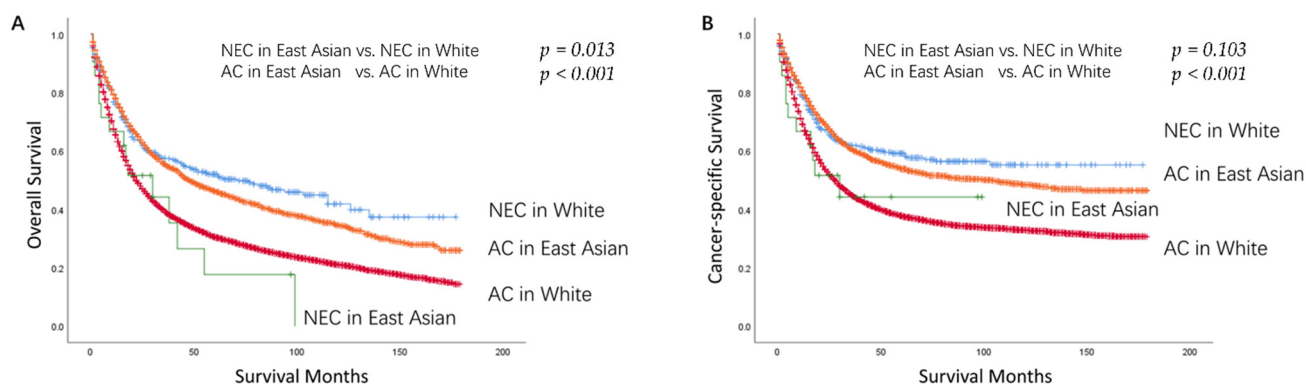 A
NEC in East Asian vs. NEC in White p = 0.013
AC in East Asian vs. AC in White p < 0.001
Overall Survival
1.0
0.8
0.6
0.4
0.2
0.0
NEC in White
AC in East Asian
AC in White
NEC in East Asian
0 50 100 150 200
Survival Months
B
NEC in East Asian vs. NEC in White p = 0.103
AC in East Asian vs. AC in White p < 0.001
Cancer-specific Survival
1.0
0.8
0.6
0.4
0.2
0.0
NEC in White
AC in East Asian
NEC in East Asian
AC in White
0 50 100 150 200
Survival Months